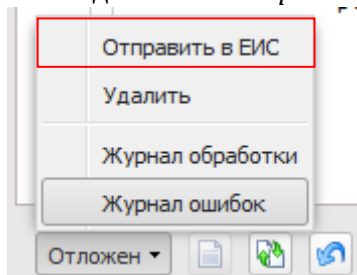 Отправить в ЕИС
Удалить
Журнал обработки
Журнал ошибок
Отложен